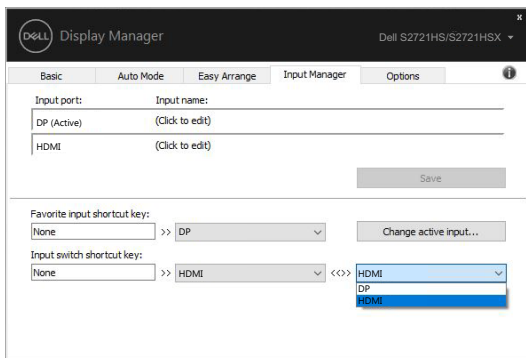 x
DELL Display Manager Dell S2721HS/S2721HSX
Basic Auto Mode Easy Arrange Input Manager Options i
Input port: Input name:
DP (Active) (Click to edit)
HDMI (Click to edit)
Save
Favorite input shortcut key:
None >> DP Change active input...
Input switch shortcut key:
None >> HDMI <<>> HDMI
DP
HDMI